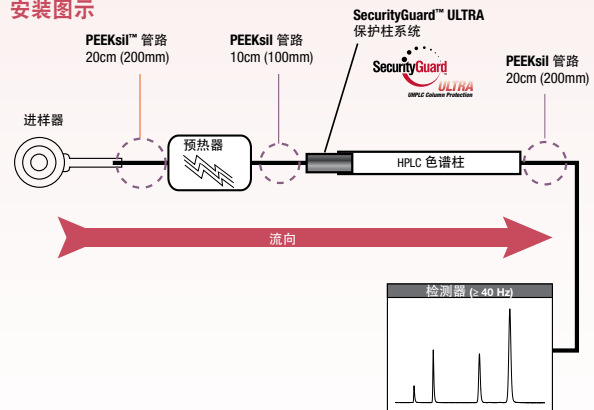 安装图示
SecurityGuard™ ULTRA
保护柱系统
PEEKsil™ 管路
20cm (200mm)
PEEKsil 管路
10cm (100mm)
SecurityGuard
ULTRA
UHPLC Column Protection
PEEKsil 管路
20cm (200mm)
进样器
预热器
HPLC 色谱柱
流向
检测器 (≥ 40 Hz)